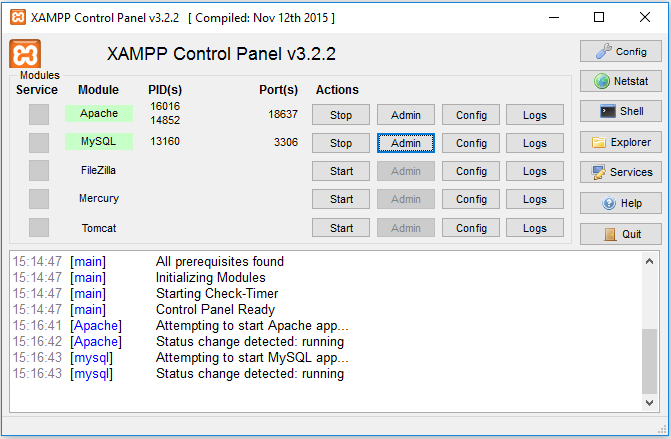 XAMPP Control Panel v3.2.2 [ Compiled: Nov 12th 2015 ]
XAMPP Control Panel v3.2.2
Config
Modules
Service Module PID(s) Port(s) Actions
Netstat
Apache 16016 14852 18637 Stop Admin Config Logs
Shell
MySQL 13160 3306 Stop Admin Config Logs
Explorer
FileZilla Start Admin Config Logs
Services
Mercury Start Admin Config Logs
Help
Tomcat Start Admin Config Logs
Quit
15:14:47 [main] All prerequisites found
15:14:47 [main] Initializing Modules
15:14:47 [main] Starting Check-Timer
15:14:47 [main] Control Panel Ready
15:16:41 [Apache] Attempting to start Apache app...
15:16:42 [Apache] Status change detected: running
15:16:43 [mysql] Attempting to start MySQL app...
15:16:43 [mysql] Status change detected: running